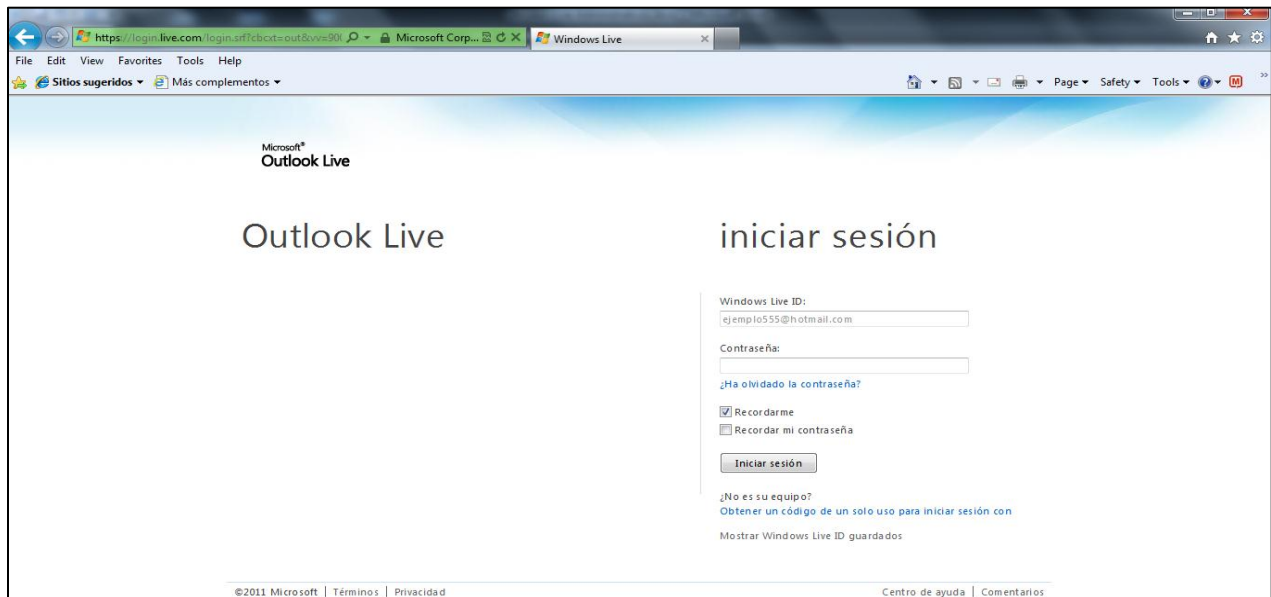 https://login.live.com/login.srf?cbcxt=out&vv=90 Microsoft Corp... Windows Live
File Edit View Favorites Tools Help
Sitios sugeridos Más complementos Page Safety Tools
Microsoft®
Outlook Live
Outlook Live
iniciar sesión
Windows Live ID:
ejemplo555@hotmail.com
Contraseña:
¿Ha olvidado la contraseña?
Recordarme
Recordar mi contraseña
Iniciar sesión
¿No es su equipo?
Obtener un código de un solo uso para iniciar sesión con
Mostrar Windows Live ID guardados
©2011 Microsoft | Términos | Privacidad Centro de ayuda | Comentarios